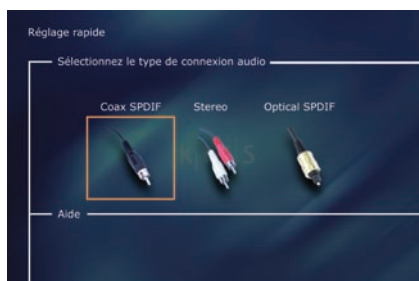 Réglage rapide
Sélectionnez le type de connexion audio
Coax SPDIF Stereo Optical SPDIF
Aide